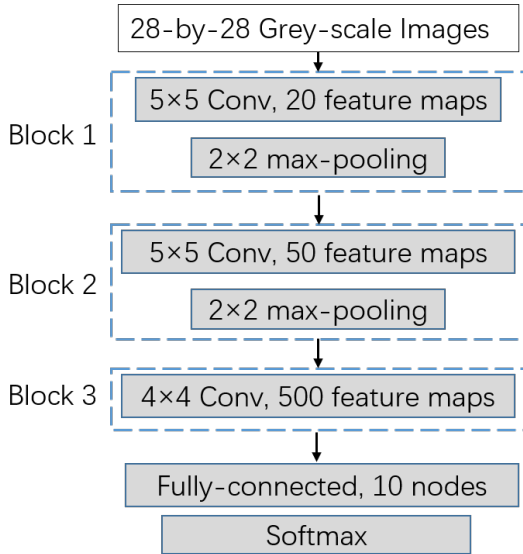 28-by-28 Grey-scale Images
Block 1
5×5 Conv, 20 feature maps
2×2 max-pooling
Block 2
5×5 Conv, 50 feature maps
2×2 max-pooling
Block 3
4×4 Conv, 500 feature maps
Fully-connected, 10 nodes
Softmax